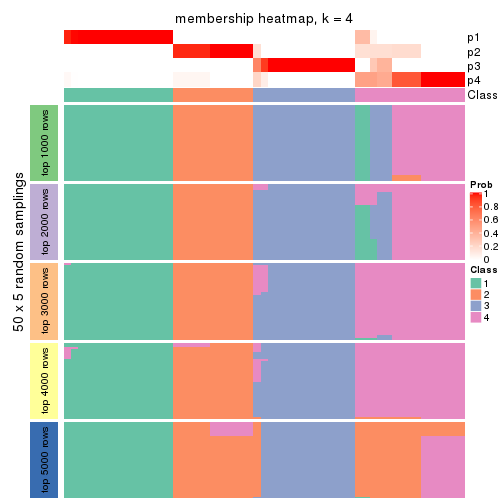 membership heatmap, k = 4
p1
p2
p3
p4
Class
50 x 5 random samplings
top 1000 rows
top 2000 rows
top 3000 rows
top 4000 rows
top 5000 rows
Prob
1
0.8
0.6
0.4
0.2
0
Class
1
2
3
4